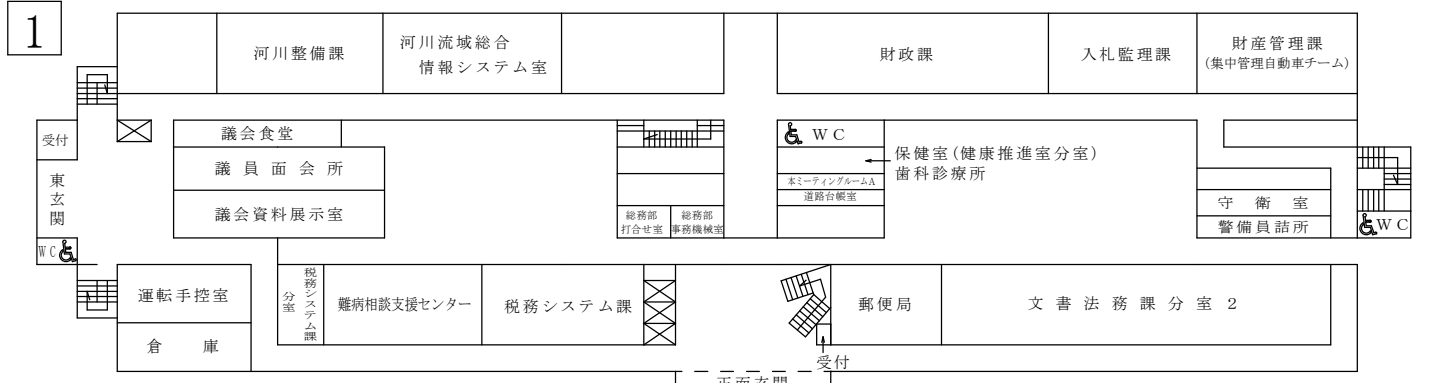 1
河川整備課
河川流域総合
情報システム室
財政課
入札監理課
財産管理課
(集中管理自動車チーム)
受付
議会食堂
WC
議員面会所
保健室(健康推進室分室)
歯科診療所
東玄関
本ミーティングルームA
道路台帳室
議会資料展示室
総務部
打合せ室
総務部
事務機械室
守衛室
警備員詰所
WC
WC
運転手控室
倉庫
税務システム課
分室
難病相談支援センター
税務システム課
郵便局
文書法務課分室2
受付
正面玄関